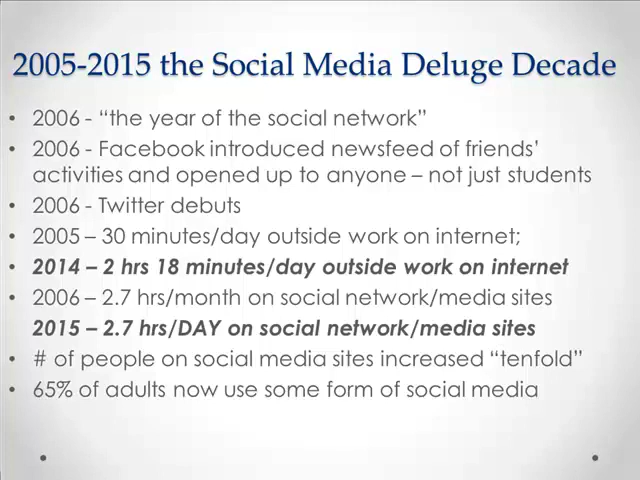 2005-2015 the Social Media Deluge Decade
• 2006 - “the year of the social network”
• 2006 - Facebook introduced newsfeed of friends’
activities and opened up to anyone – not just students
• 2006 - Twitter debuts
• 2005 – 30 minutes/day outside work on internet;
• 2014 – 2 hrs 18 minutes/day outside work on internet
• 2006 – 2.7 hrs/month on social network/media sites
2015 – 2.7 hrs/DAY on social network/media sites
• # of people on social media sites increased “tenfold”
• 65% of adults now use some form of social media